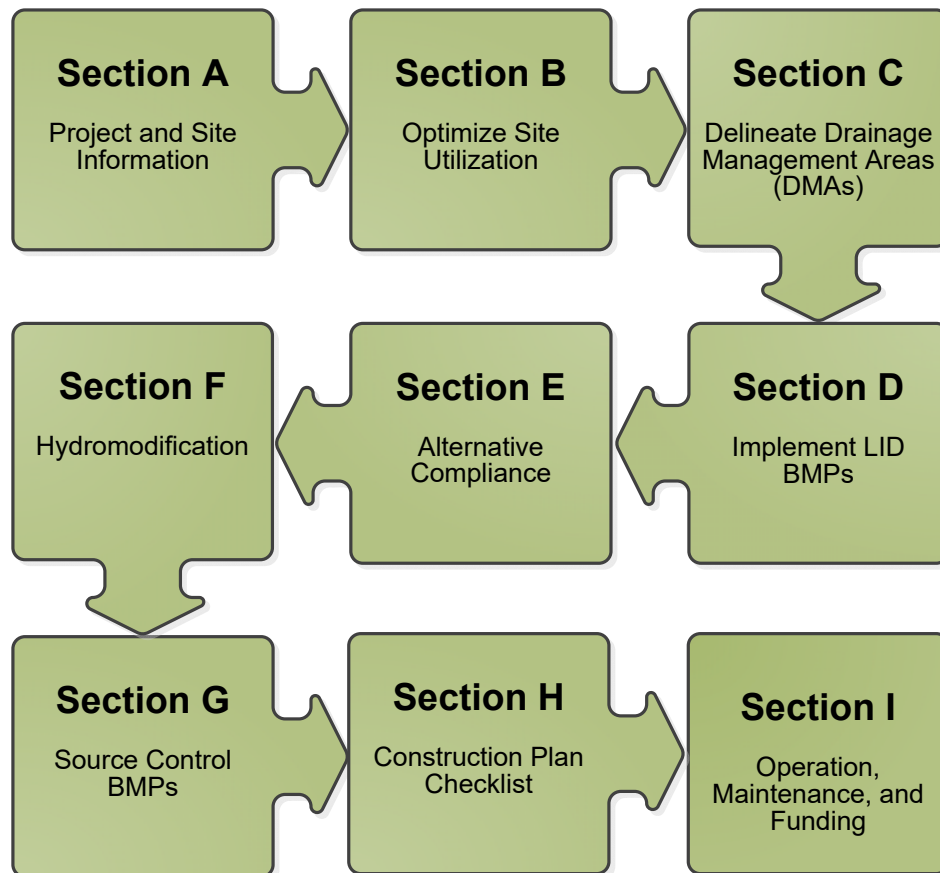 Section A
Project and Site
Information
Section B
Optimize Site
Utilization
Section C
Delineate Drainage
Management Areas
(DMAs)
Section D
Implement LID
BMPs
Section E
Alternative
Compliance
Section F
Hydromodification
Section G
Source Control
BMPs
Section H
Construction Plan
Checklist
Section I
Operation,
Maintenance, and
Funding